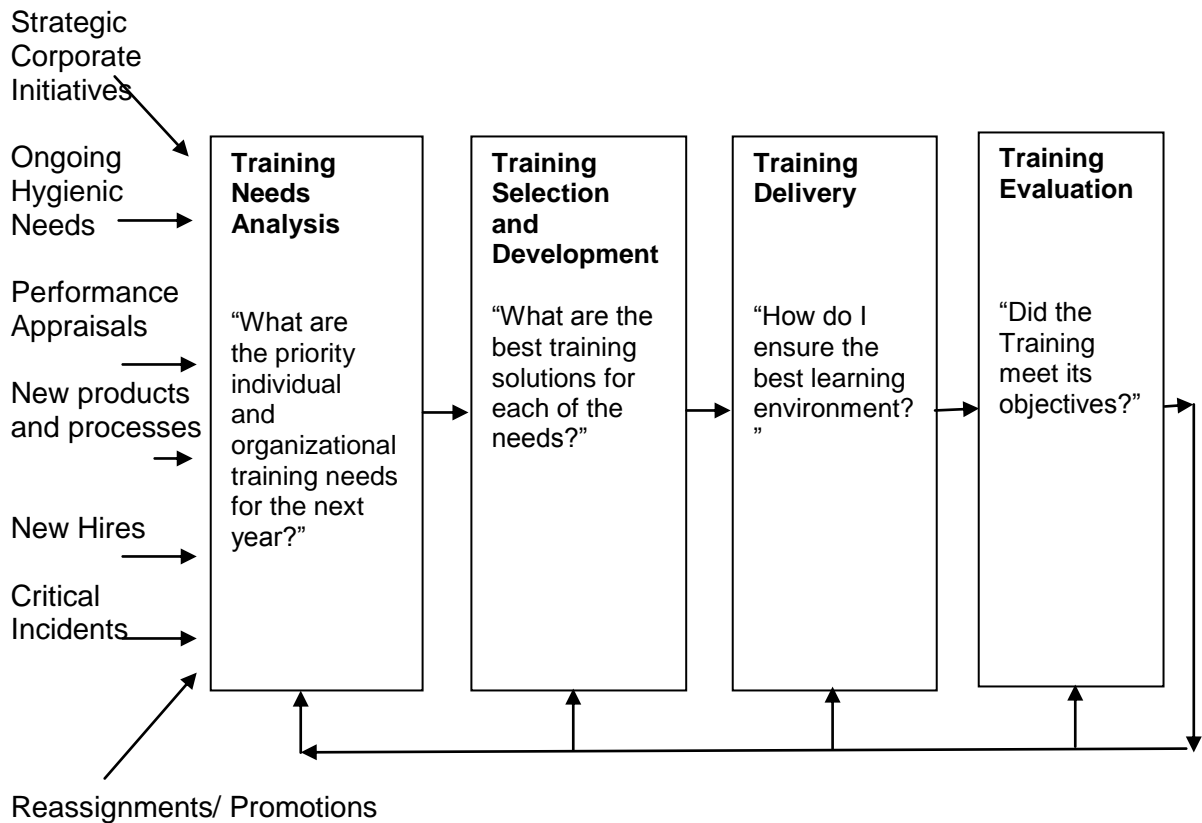 Strategic
Corporate
Initiatives
Ongoing
Hygienic
Needs
Performance
Appraisals
New products
and processes
New Hires
Critical
Incidents
Reassignments/ Promotions
Training
Needs
Analysis
“What are
the priority
individual
and
organizational
training needs
for the next
year?”
Training
Selection
and
Development
“What are the
best training
solutions for
each of the
needs?”
Training
Delivery
“How do I
ensure the
best learning
environment?
”
Training
Evaluation
“Did the
Training
meet its
objectives?”